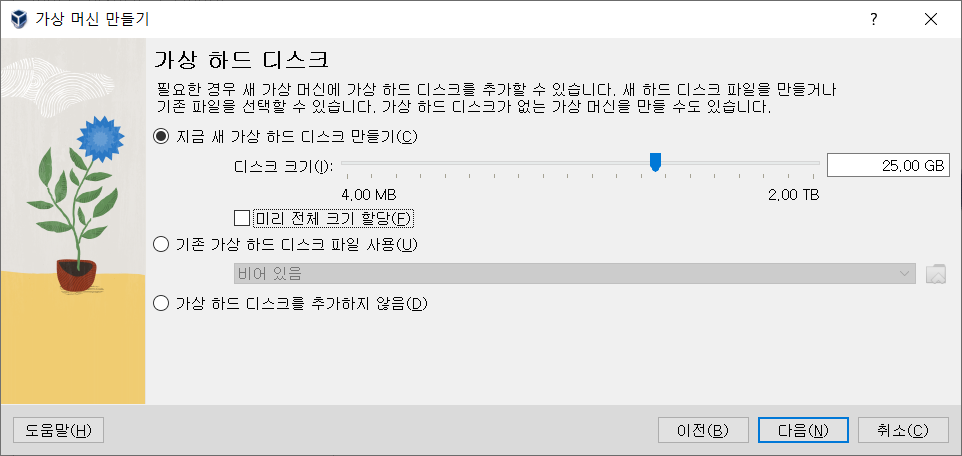 가상 머신 만들기
가상 하드 디스크
필요한 경우 새 가상 머신에 가상 하드 디스크를 추가할 수 있습니다. 새 하드 디스크 파일을 만들거나
기존 파일을 선택할 수 있습니다. 가상 하드 디스크가 없는 가상 머신을 만들 수도 있습니다.
지금 새 가상 하드 디스크 만들기(C)
디스크 크기(I):
25,00 GB
4,00 MB
2,00 TB
미리 전체 크기 할당(F)
기존 가상 하드 디스크 파일 사용(U)
비어 있음
가상 하드 디스크를 추가하지 않음(D)
도움말(H)
이전(B)
다음(N)
취소(C)